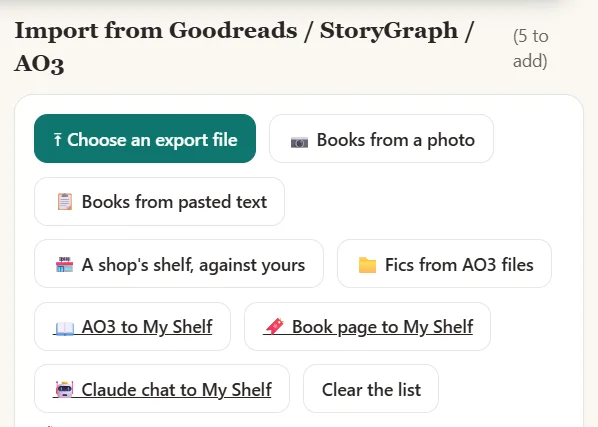 Import from Goodreads / StoryGraph /
AO3
(5 to
add)
Choose an export file
Books from a photo
Books from pasted text
A shop's shelf, against yours
Fics from AO3 files
AO3 to My Shelf
Book page to My Shelf
Claude chat to My Shelf
Clear the list